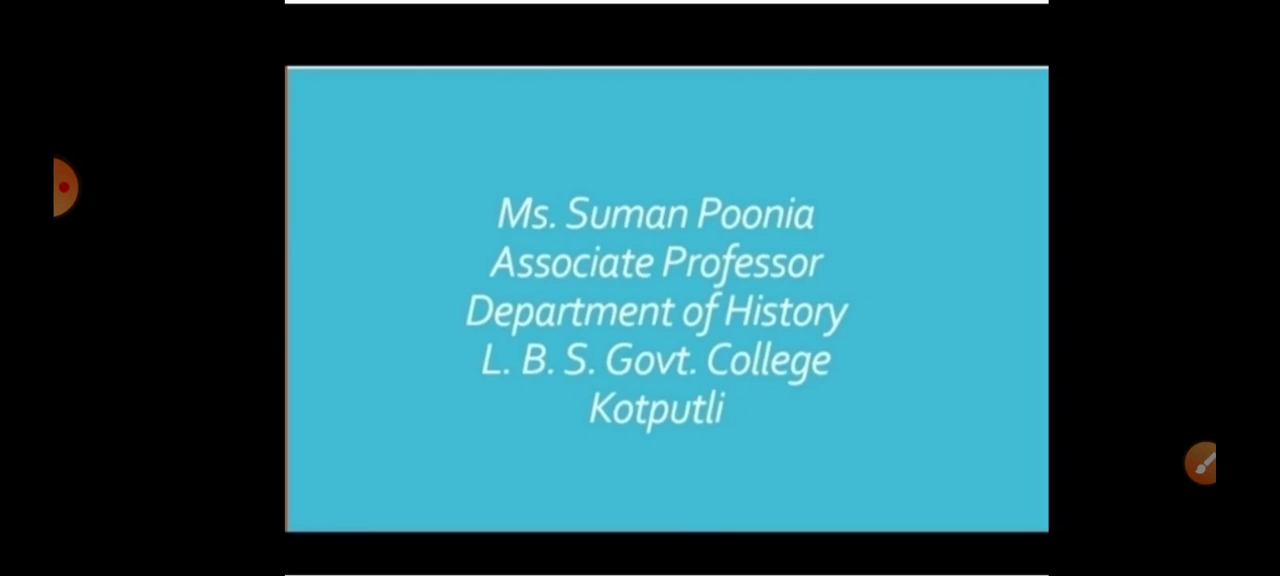 Ms. Suman Poonia
Associate Professor
Department of History
L. B. S. Govt. College
Kotputli